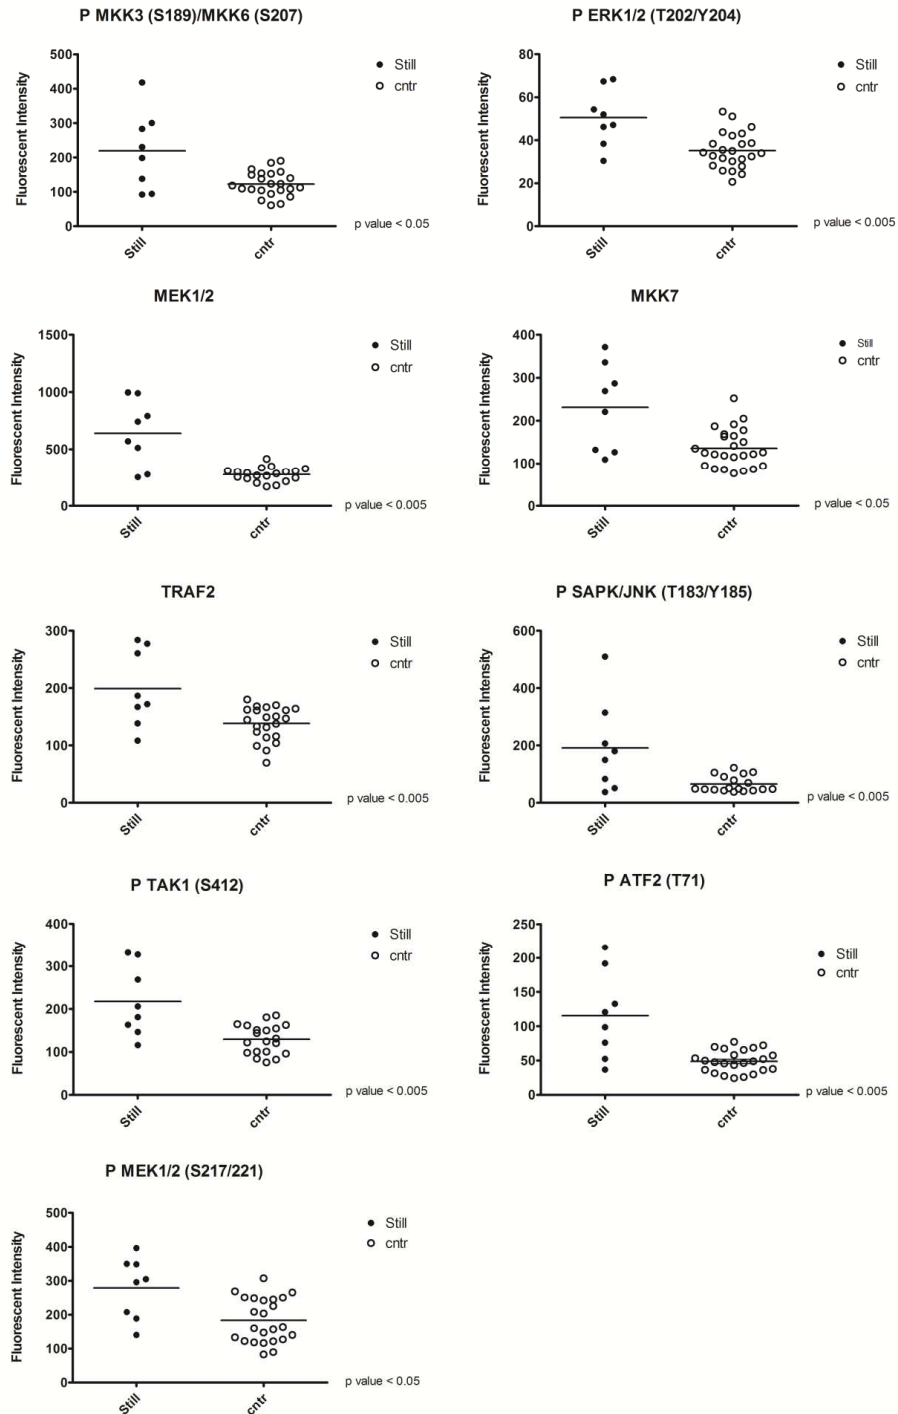 P MKK3 (S189)/MKK6 (S207)
Fluorescent Intensity
500
400
300
200
100
0
Still
cntr
Still
cntr
p value < 0.05
P ERK1/2 (T202/Y204)
Fluorescent Intensity
80
60
40
20
0
Still
cntr
Still
cntr
p value < 0.005
MEK1/2
Fluorescent Intensity
1500
1000
500
0
Still
cntr
Still
cntr
p value < 0.005
MKK7
Fluorescent Intensity
400
300
200
100
0
Still
cntr
Still
cntr
p value < 0.05
TRAF2
Fluorescent Intensity
300
200
100
0
Still
cntr
Still
cntr
p value < 0.005
P SAPK/JNK (T183/Y185)
Fluorescent Intensity
600
400
200
0
Still
cntr
Still
cntr
p value < 0.005
P TAK1 (S412)
Fluorescent Intensity
400
300
200
100
0
Still
cntr
Still
cntr
p value < 0.005
P ATF2 (T71)
Fluorescent Intensity
250
200
150
100
50
0
Still
cntr
Still
cntr
p value < 0.005
P MEK1/2 (S217/221)
Fluorescent Intensity
500
400
300
200
100
0
Still
cntr
Still
cntr
p value < 0.05